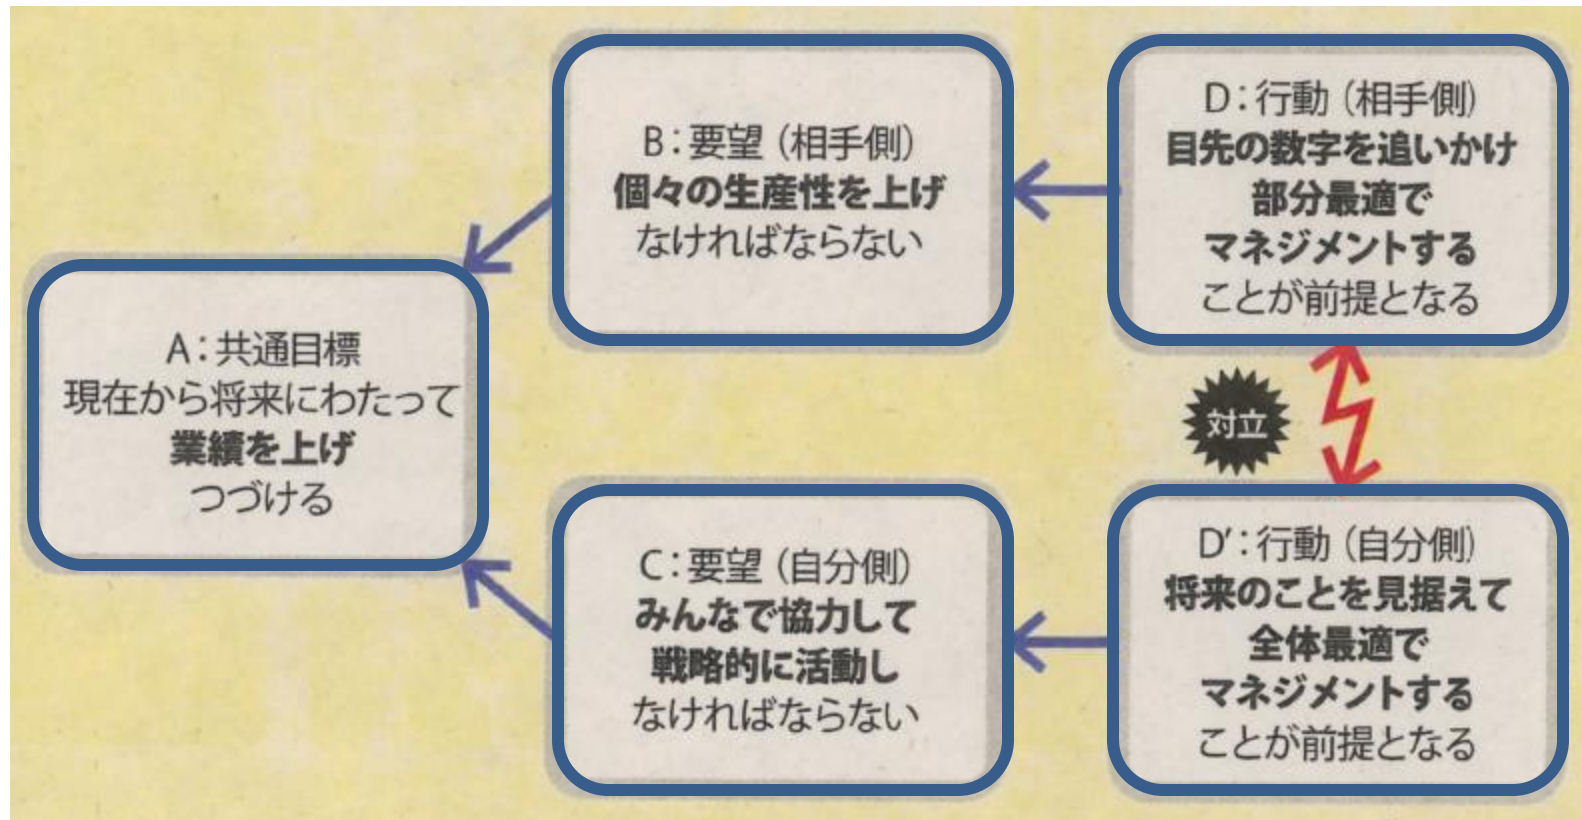 A：共通目標
現在から将来にわたって
業績を上げ
つづける
B：要望（相手側）
個々の生産性を上げ
なければならない
D：行動（相手側）
目先の数字を追いかけ
部分最適で
マネジメントする
ことが前提となる
対立
C：要望（自分側）
みんなで協力して
戦略的に活動し
なければならない
D′：行動（自分側）
将来のことを見据えて
全体最適で
マネジメントする
ことが前提となる